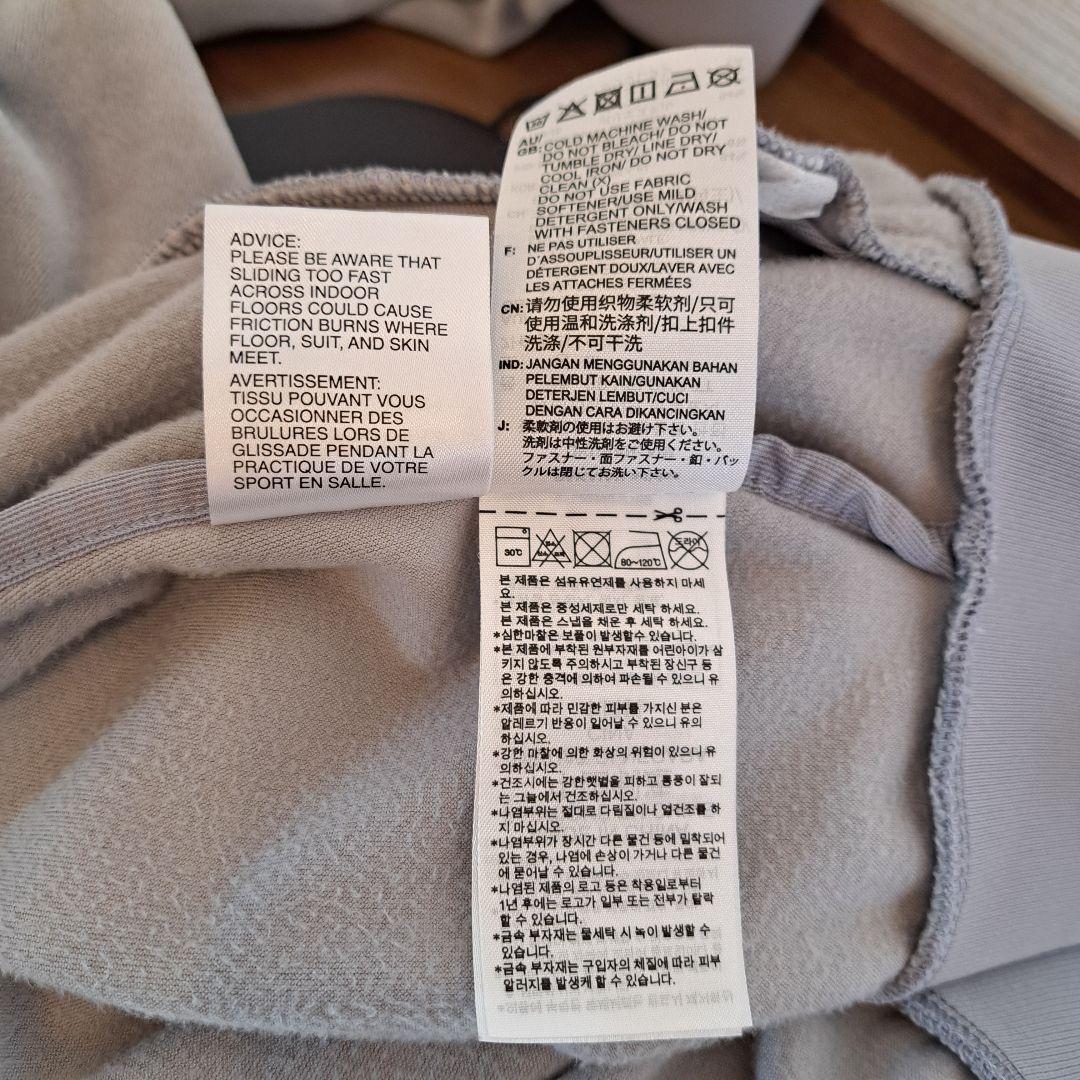 ADVICE:
PLEASE BE AWARE THAT
SLIDING TOO FAST
ACROSS INDOOR
FLOORS COULD CAUSE
FRICTION BURNS WHERE
FLOOR, SUIT, AND SKIN
MEET.
AVERTISSEMENT:
TISSU POUVANT VOUS
OCCASIONNER DES
BRULURES LORS DE
GLISSADE PENDANT LA
PRACTIQUE DE VOTRE
SPORT EN SALLE.
AU/
GB: COLD MACHINE WASH/
DO NOT BLEACH/ DO NOT
TUMBLE DRY/ LINE DRY/
COOL IRON/ DO NOT DRY
CLEAN (X)
DO NOT USE FABRIC
SOFTENER/USE MILD
DETERGENT ONLY/WASH
WITH FASTENERS CLOSED
F: NE PAS UTILISER
D'ASSOUPLISSEUR/UTILISER UN
DÉTERGENT DOUX/LAVER AVEC
LES ATTACHES FERMÉES
CN: 请勿使用织物柔软剂/只可
使用温和洗涤剂/扣上扣件
洗涤/不可干洗
IND: JANGAN MENGGUNAKAN BAHAN
PELEMBUT KAIN/GUNAKAN
DETERJEN LEMBUT/CUCI
DENGAN CARA DIKANCINGKAN
J: 柔軟剤の使用はお避け下さい。
洗剤は中性洗剤をご使用ください。
ファスナー・面ファスナー・釦・バッ
クルは閉じてお洗い下さい。
30℃ 80~120℃ 드라이
본 제품은 섬유유연제를 사용하지 마세
요.
본 제품은 중성세제로만 세탁 하세요.
본 제품은 스냅을 채운 후 세탁 하세요.
*심한마찰은 보풀이 발생할수 있습니다.
*본 제품에 부착된 원부자재를 어린아이가 삼
키지 않도록 주의하시고 부착된 장신구 등
은 강한 충격에 의하여 파손될 수 있으니 유
의하십시오.
*제품에 따라 민감한 피부를 가지신 분은
알레르기 반응이 일어날 수 있으니 유의
하십시오.
*강한 마찰에 의한 화상의 위험이 있으니 유
의하십시오.
*건조시에는 강한햇볕을 피하고 통풍이 잘되
는 그늘에서 건조하십시오.
*나염부위는 절대로 다림질이나 열건조를 하
지 마십시오.
*나염부위가 장시간 다른 물건 등에 밀착되어
있는 경우, 나염에 손상이 가거나 다른 물건
에 묻어날 수 있습니다.
*나염된 제품의 로고 등은 착용일로부터
1년 후에는 로고가 일부 또는 전부가 탈락
할 수 있습니다.
*금속 부자재는 물세탁 시 녹이 발생할 수
있습니다.
*금속 부자재는 구입자의 체질에 따라 피부
알러지를 발생케 할 수 있습니다.